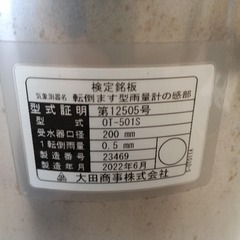 検定銘板
気象測器名 転倒ます型雨量計の感部
型式証明 第12505号
型式 OT-501S
受水器口径 200 mm
1転倒雨量 0.5 mm
製造番号 23469
製造年月 2022年6月
大田商事株式会社